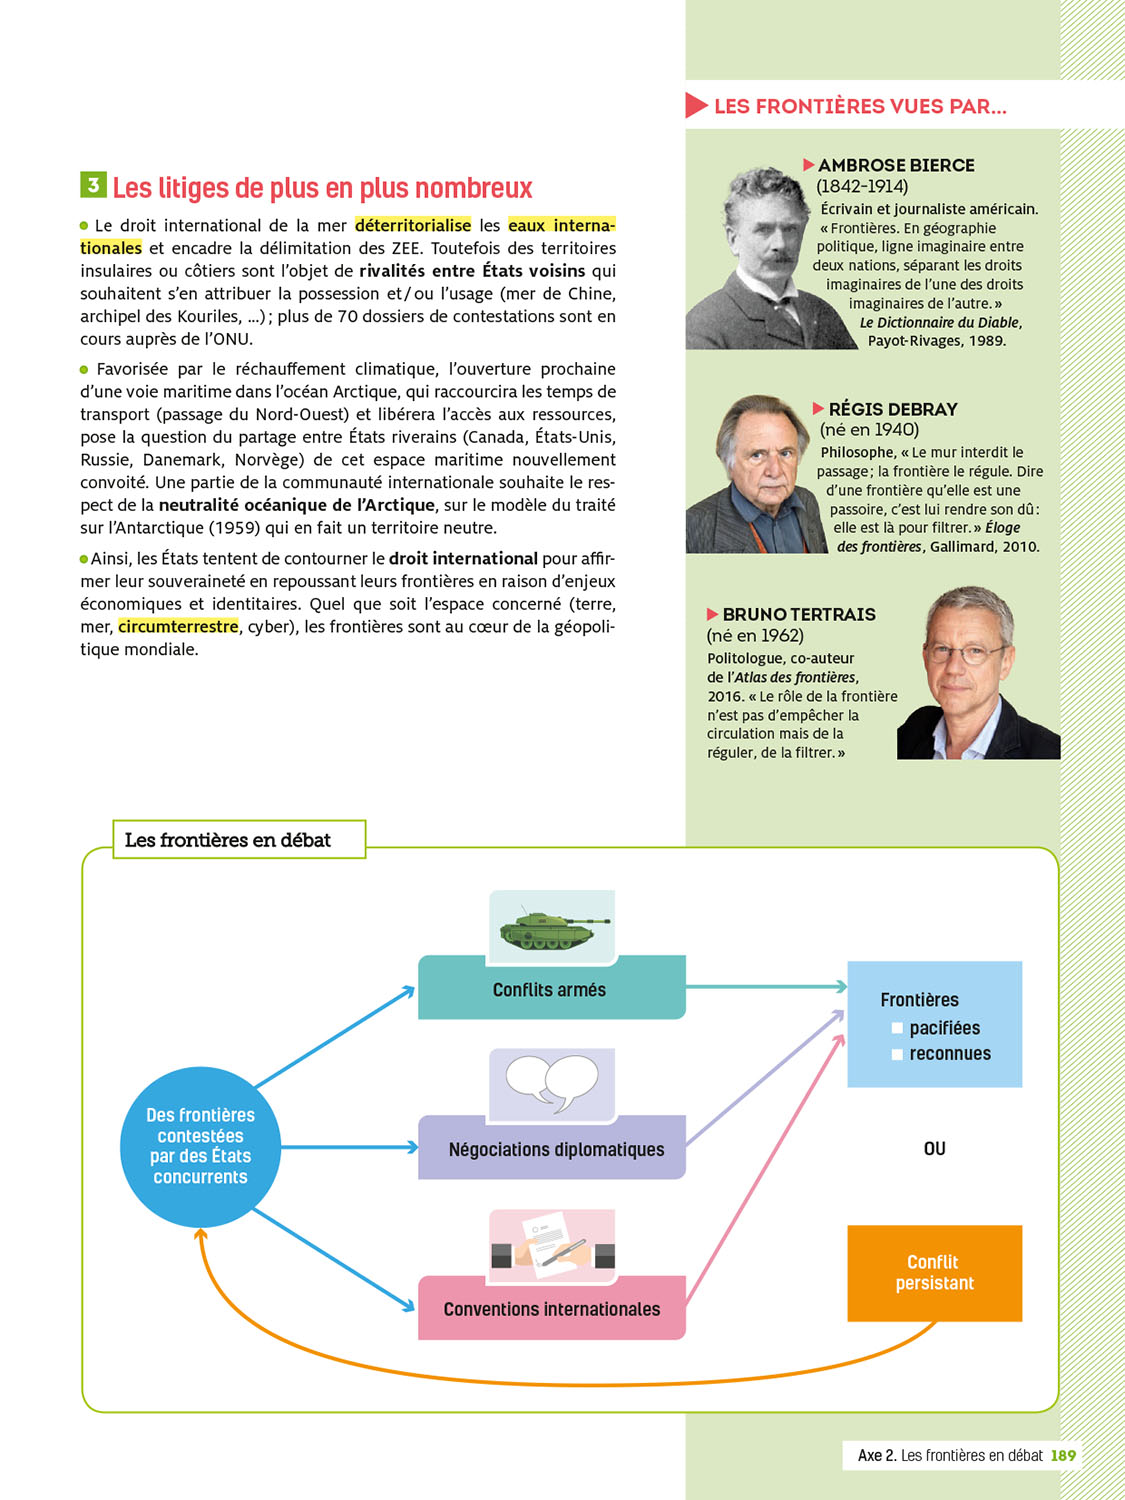 LES FRONTIÈRES VUES PAR...
3 Les litiges de plus en plus nombreux
• Le droit international de la mer déterritorialise les eaux interna-
tionales et encadre la délimitation des ZEE. Toutefois des territoires
insulaires ou côtiers sont l’objet de rivalités entre États voisins qui
souhaitent s’en attribuer la possession et/ou l’usage (mer de Chine,
archipel des Kouriles, ...) ; plus de 70 dossiers de contestations sont en
cours auprès de l’ONU.
• Favorisée par le réchauffement climatique, l’ouverture prochaine
d’une voie maritime dans l’océan Arctique, qui raccourcira les temps de
transport (passage du Nord-Ouest) et libérera l’accès aux ressources,
pose la question du partage entre États riverains (Canada, États-Unis,
Russie, Danemark, Norvège) de cet espace maritime nouvellement
convoité. Une partie de la communauté internationale souhaite le res-
pect de la neutralité océanique de l’Arctique, sur le modèle du traité
sur l’Antarctique (1959) qui en fait un territoire neutre.
• Ainsi, les États tentent de contourner le droit international pour affir-
mer leur souveraineté en repoussant leurs frontières en raison d’enjeux
économiques et identitaires. Quel que soit l’espace concerné (terre,
mer, circumterrestre, cyber), les frontières sont au cœur de la géopoli-
tique mondiale.
AMBROSE BIERCE
(1842-1914)
Écrivain et journaliste américain.
« Frontières. En géographie
politique, ligne imaginaire entre
deux nations, séparant les droits
imaginaires de l’une des droits
imaginaires de l’autre. »
Le Dictionnaire du Diable,
Payot-Rivages, 1989.
RÉGIS DEBRAY
(né en 1940)
Philosophe, « Le mur interdit le
passage ; la frontière le régule. Dire
d’une frontière qu’elle est une
passoire, c’est lui rendre son dû :
elle est là pour filtrer. » Éloge
des frontières, Gallimard, 2010.
BRUNO TERTRAIS
(né en 1962)
Politologue, co-auteur
de l’Atlas des frontières,
2016. « Le rôle de la frontière
n’est pas d’empêcher la
circulation mais de la
réguler, de la filtrer. »
Les frontières en débat
Des frontières
contestées
par des États
concurrents
Conflits armés
Négociations diplomatiques
Conventions internationales
Frontières
pacifiées
reconnues
OU
Conflit
persistant
Axe 2. Les frontières en débat 189